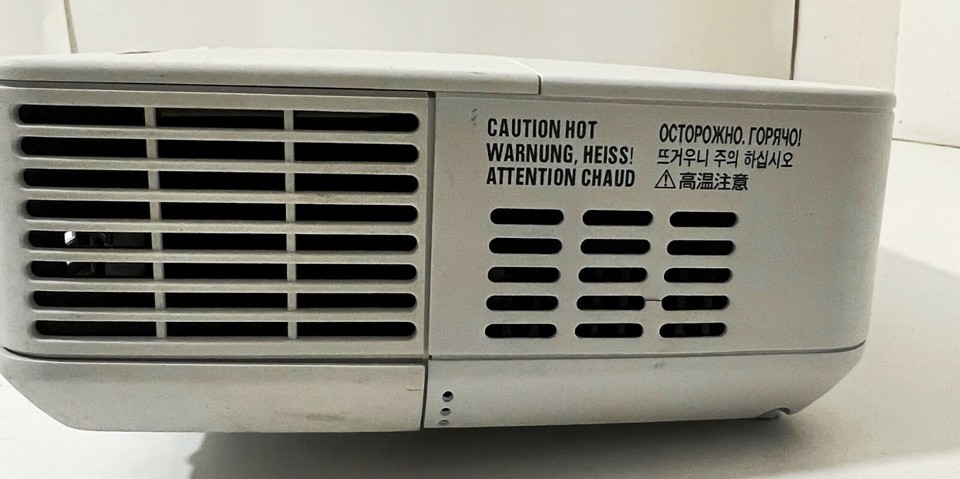 CAUTION HOT
WARNUNG, HEISS!
ATTENTION CHAUD
ОСТОРОЖНО, ГОРЯЧО!
뜨거우니 주의 하십시오
⚠高温注意